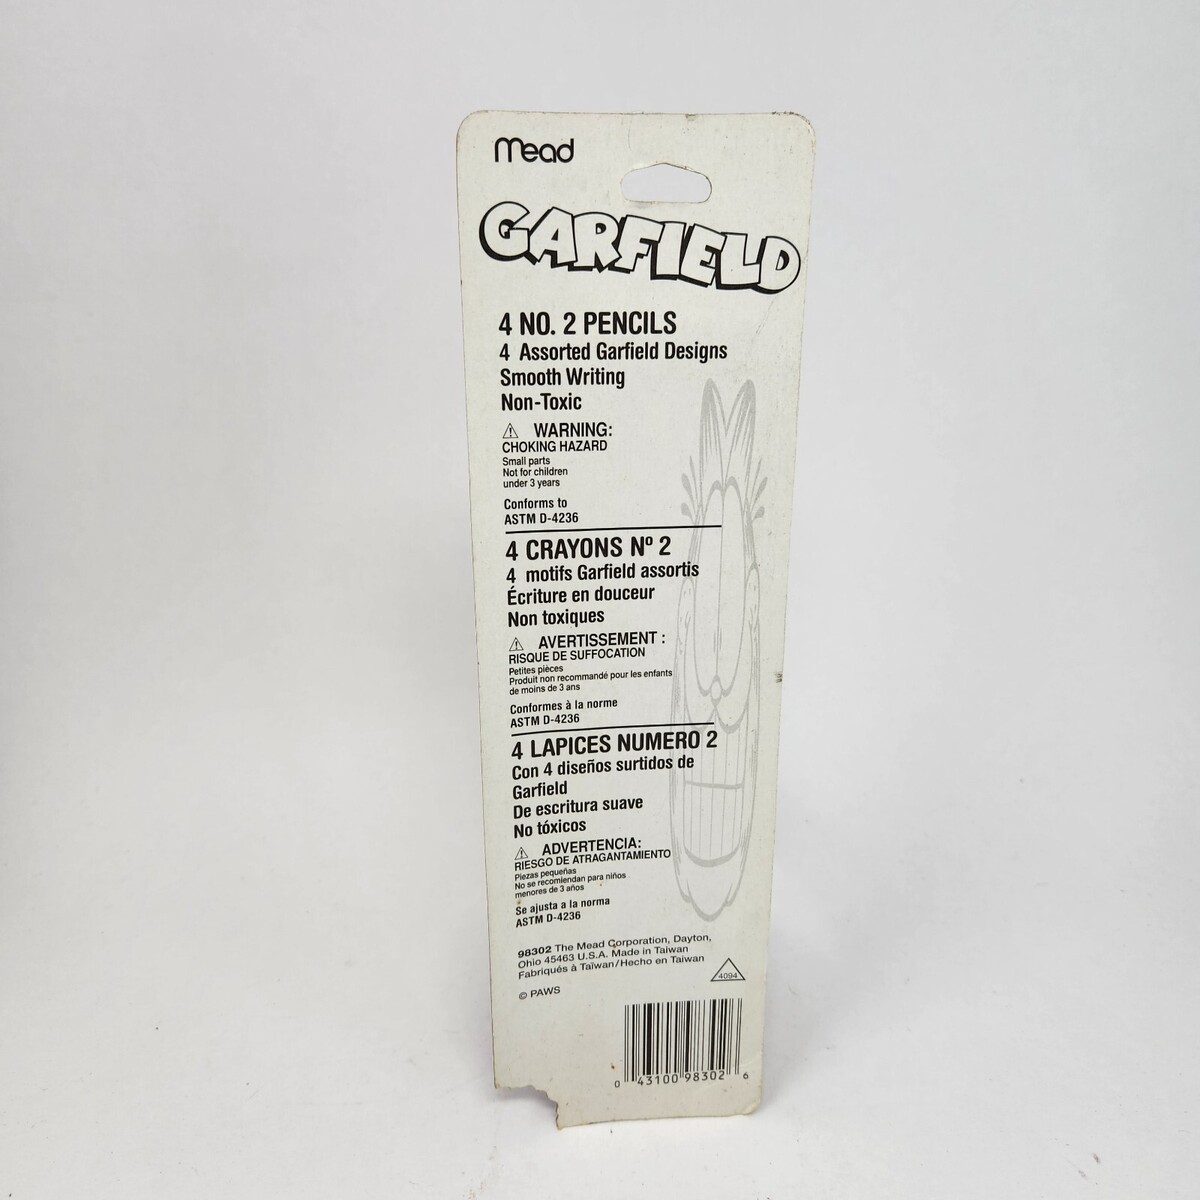 Mead
GARFIELD
4 NO. 2 PENCILS
4 Assorted Garfield Designs
Smooth Writing
Non-Toxic
WARNING:
CHOKING HAZARD
Small parts
Not for children
under 3 years
Conforms to
ASTM D-4236
4 CRAYONS Nº 2
4 motifs Garfield assortis
Écriture en douceur
Non toxiques
AVERTISSEMENT :
RISQUE DE SUFFOCATION
Petites pièces
Produit non recommandé pour les enfants
de moins de 3 ans
Conformes à la norme
ASTM D-4236
4 LAPICES NUMERO 2
Con 4 diseños surtidos de
Garfield
De escritura suave
No tóxicos
ADVERTENCIA:
RIESGO DE ATRAGANTAMIENTO
Piezas pequeñas
No se recomiendan para niños
menores de 3 años
Se ajusta a la norma
ASTM D-4236
98302 The Mead Corporation, Dayton,
Ohio 45463 U.S.A. Made in Taiwan
Fabriqués à Taïwan/Hecho en Taiwan
4094
© PAWS
0 43100 98302 6